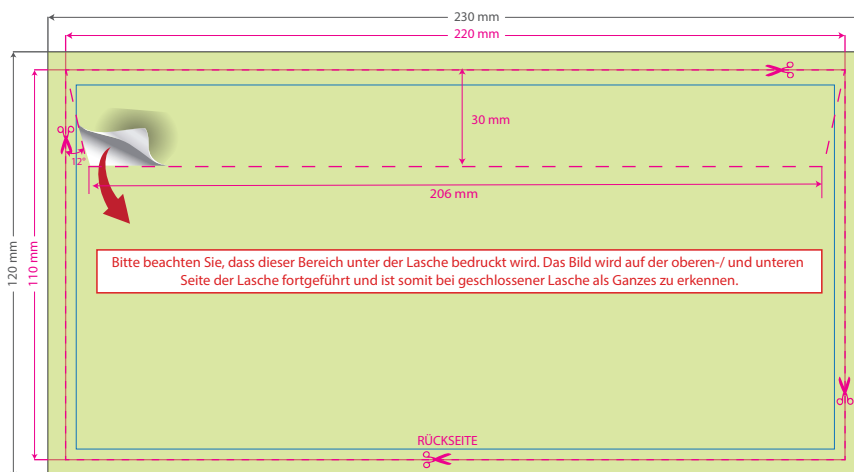 230 mm
220 mm
30 mm
12°
206 mm
120 mm
110 mm
Bitte beachten Sie, dass dieser Bereich unter der Lasche bedruckt wird. Das Bild wird auf der oberen-/ und unteren
Seite der Lasche fortgeführt und ist somit bei geschlossener Lasche als Ganzes zu erkennen.
RÜCKSEITE